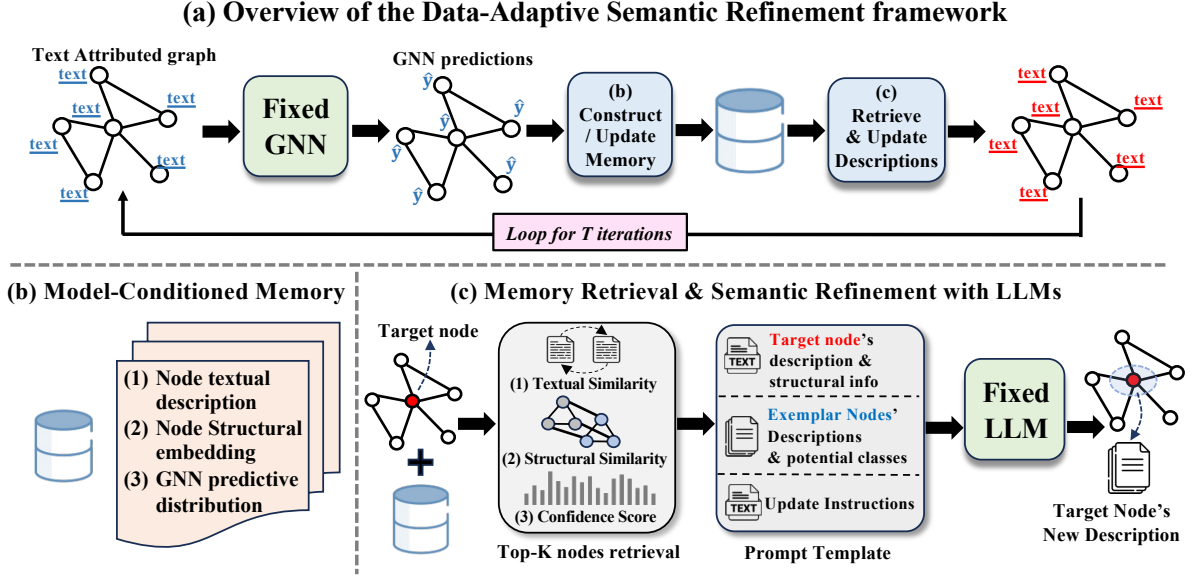 (a) Overview of the Data-Adaptive Semantic Refinement framework
Text Attributed graph
text
text
text
text
text
text
Fixed
GNN
GNN predictions
ŷ
ŷ
ŷ
ŷ
ŷ
ŷ
(b)
Construct
/ Update
Memory
(c)
Retrieve
& Update
Descriptions
text
text
text
text
text
text
Loop for T iterations
(b) Model-Conditioned Memory
(1) Node textual
description
(2) Node Structural
embedding
(3) GNN predictive
distribution
(c) Memory Retrieval & Semantic Refinement with LLMs
Target node
+
(1) Textual Similarity
(2) Structural Similarity
(3) Confidence Score
Top-K nodes retrieval
TEXT
Target node's
description &
structural info
Exemplar Nodes'
Descriptions
& potential classes
TEXT
Update Instructions
Prompt Template
Fixed
LLM
Target Node's
New Description